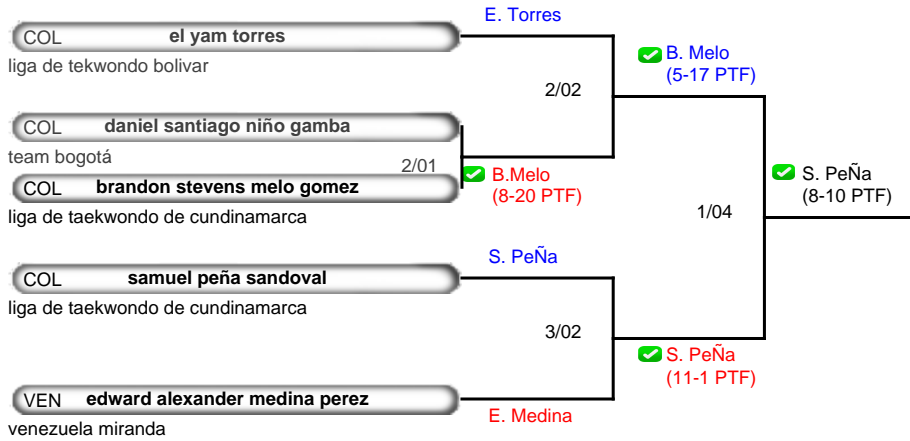 E. Torres
COL el yam torres
liga de tekwondo bolivar
B. Melo
(5-17 PTF)
2/02
COL daniel santiago niño gamba
team bogotá
2/01
B.Melo
(8-20 PTF)
COL brandon stevens melo gomez
liga de taekwondo de cundinamarca
S. PeÑa
(8-10 PTF)
1/04
S. PeÑa
COL samuel peña sandoval
liga de taekwondo de cundinamarca
3/02
S. PeÑa
(11-1 PTF)
VEN edward alexander medina perez
E. Medina
venezuela miranda